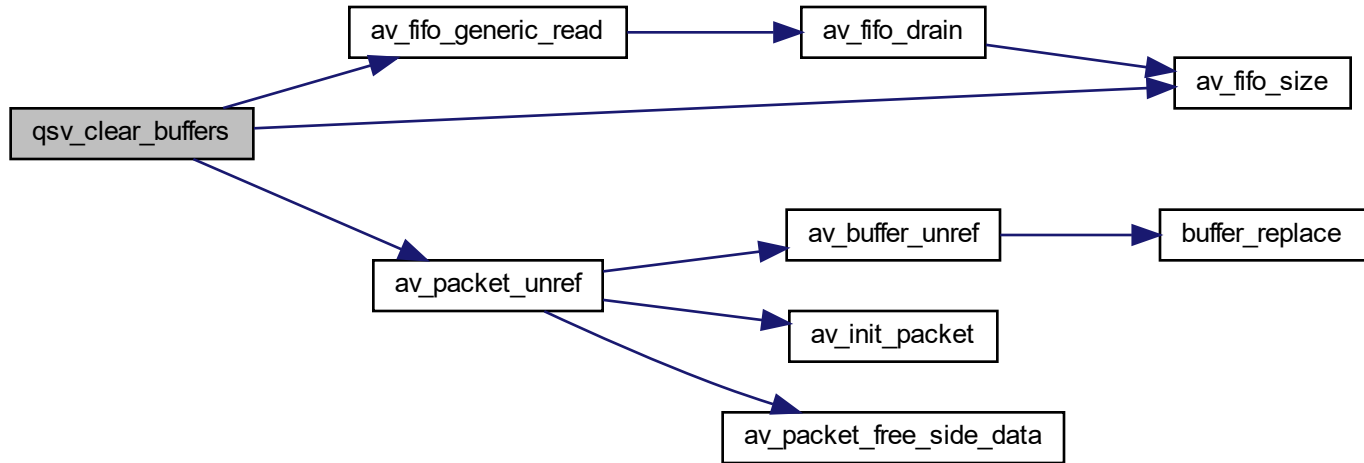 av_fifo_generic_read
av_fifo_drain
av_fifo_size
qsv_clear_buffers
av_buffer_unref
buffer_replace
av_packet_unref
av_init_packet
av_packet_free_side_data